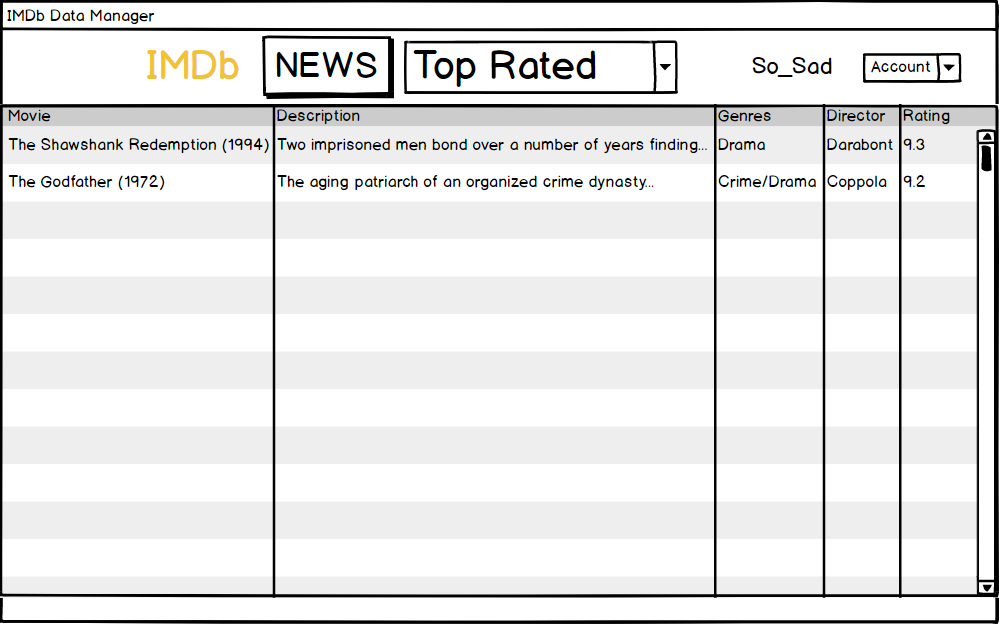 IMDb Data Manager
IMDb NEWS Top Rated So_Sad Account
Movie Description Genres Director Rating
The Shawshank Redemption (1994) Two imprisoned men bond over a number of years finding... Drama Darabont 9.3
The Godfather (1972) The aging patriarch of an organized crime dynasty... Crime/Drama Coppola 9.2